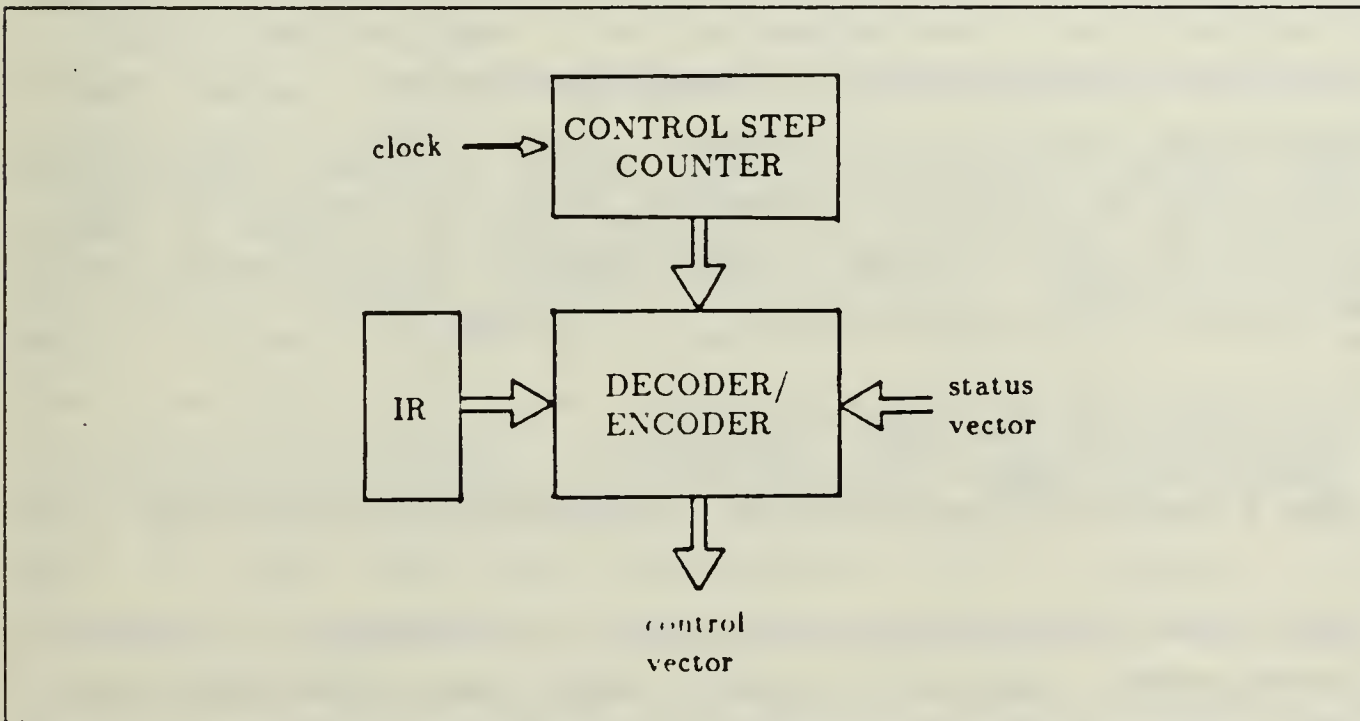 CONTROL STEP
COUNTER
clock
IR
DECODER/
ENCODER
status
vector
control
vector